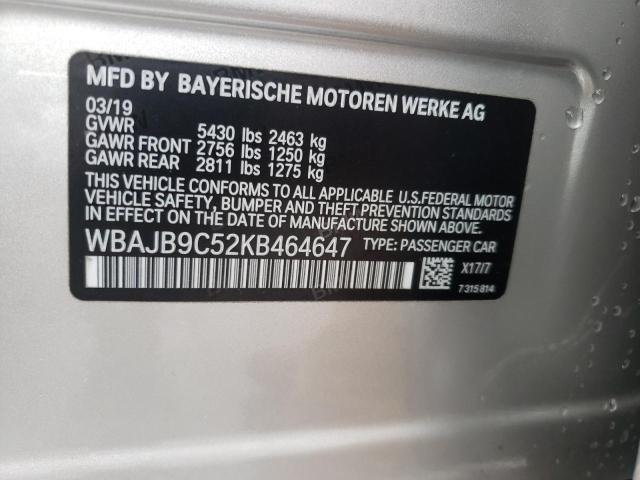 MFD BY BAYERISCHE MOTOREN WERKE AG
03/19
GVWR 5430 lbs 2463 kg
GAWR FRONT 2756 lbs 1250 kg
GAWR REAR 2811 lbs 1275 kg
THIS VEHICLE CONFORMS TO ALL APPLICABLE U.S.FEDERAL MOTOR
VEHICLE SAFETY, BUMPER AND THEFT PREVENTION
STANDARDS IN EFFECT ON THE
DATE OF MANUFACTURE SHOWN ABOVE.
WBAJB9C52KB464647 TYPE: PASSENGER CAR
X17/7
7315814